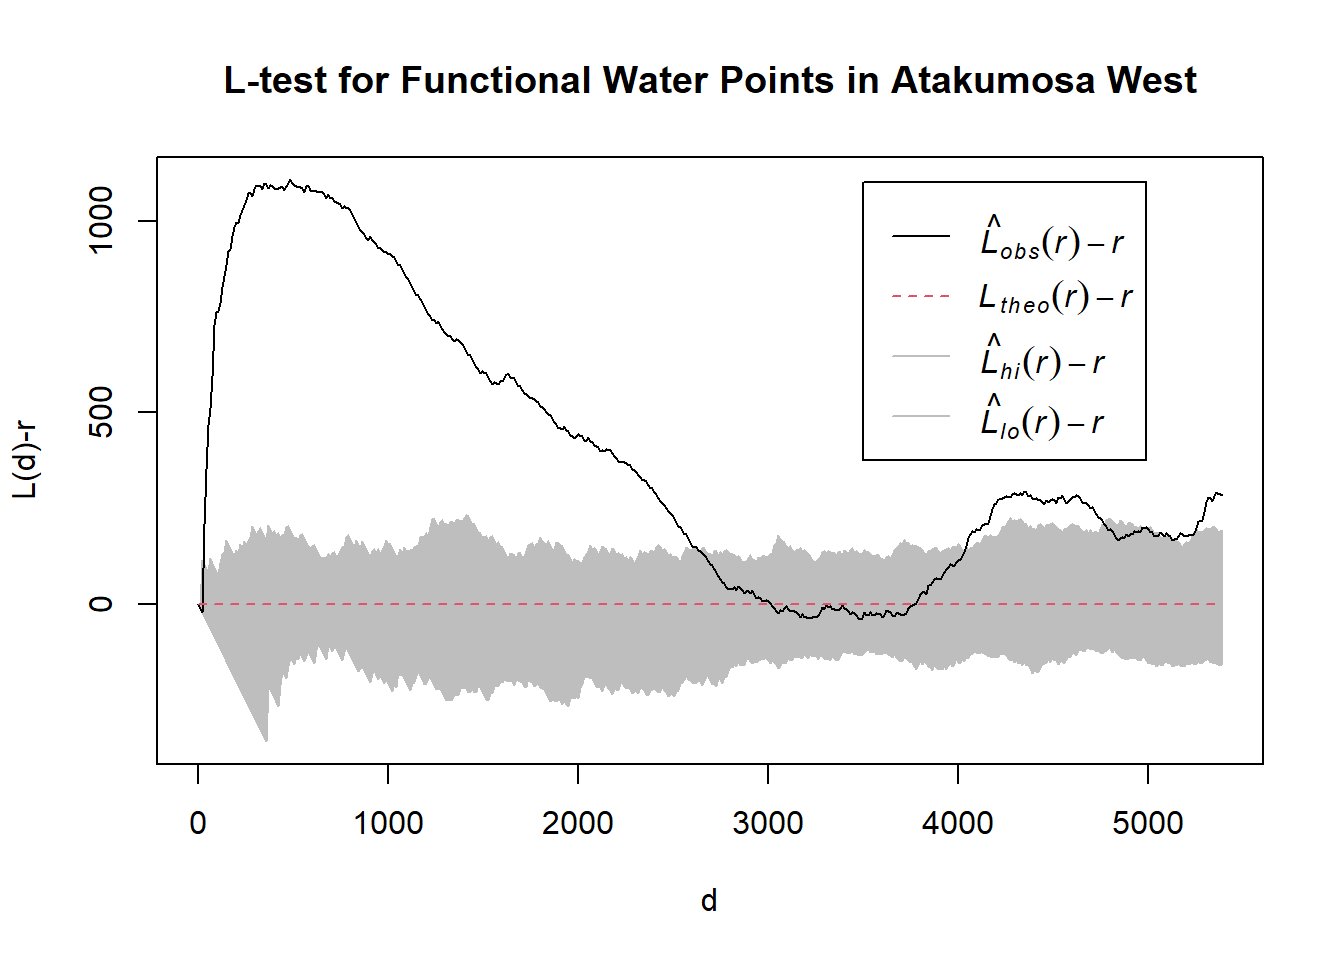 L-test for Functional Water Points in Atakumosa West
L(d)-r
1000
500
0
L̂obs(r) – r
Ltheo(r) – r
L̂hi(r) – r
L̂lo(r) – r
0 1000 2000 3000 4000 5000
d